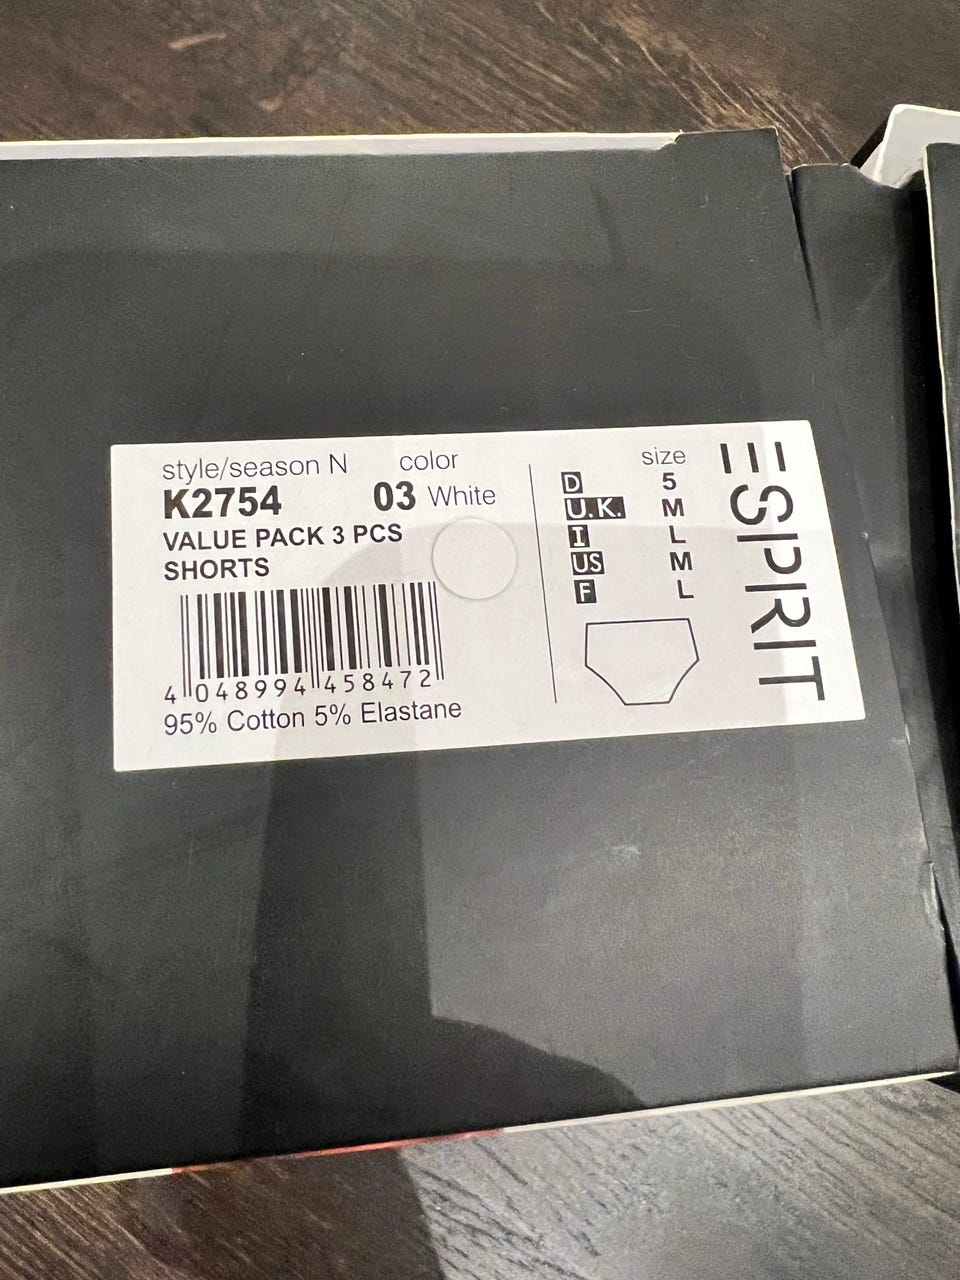 style/season N color
K2754 03 White
VALUE PACK 3 PCS
SHORTS
4 048994 458472
95% Cotton 5% Elastane
size
D 5
U.K. M
I L
US M
F L
ESPRIT